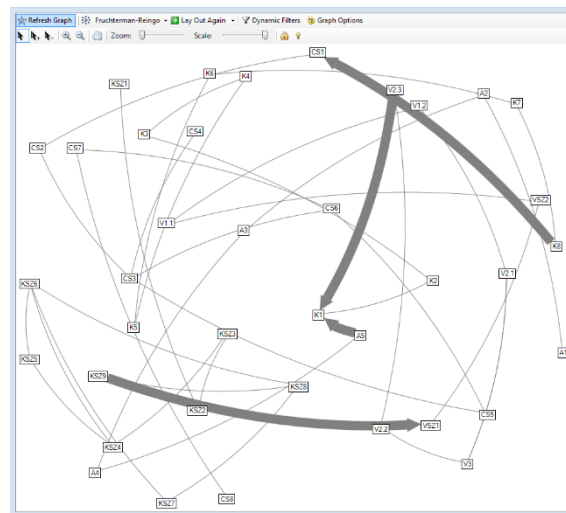 Refresh Graph Fruchterman-Reingo Lay Out Again Dynamic Filters Graph Options
Zoom: Scale:
CS1
K6
K4
KSZ1
V2.3
A2
V1.2
K7
K3
CS4
CS2
CS7
VSZ2
CS6
V1.1
A3
K8
CS3
V2.1
K2
KSZ6
K1
K5
KSZ3
A5
A1
KSZ5
KSZ9
KSZ8
KSZ2
CS5
VSZ1
V2.2
KSZ4
V3
A4
CS8
KSZ7